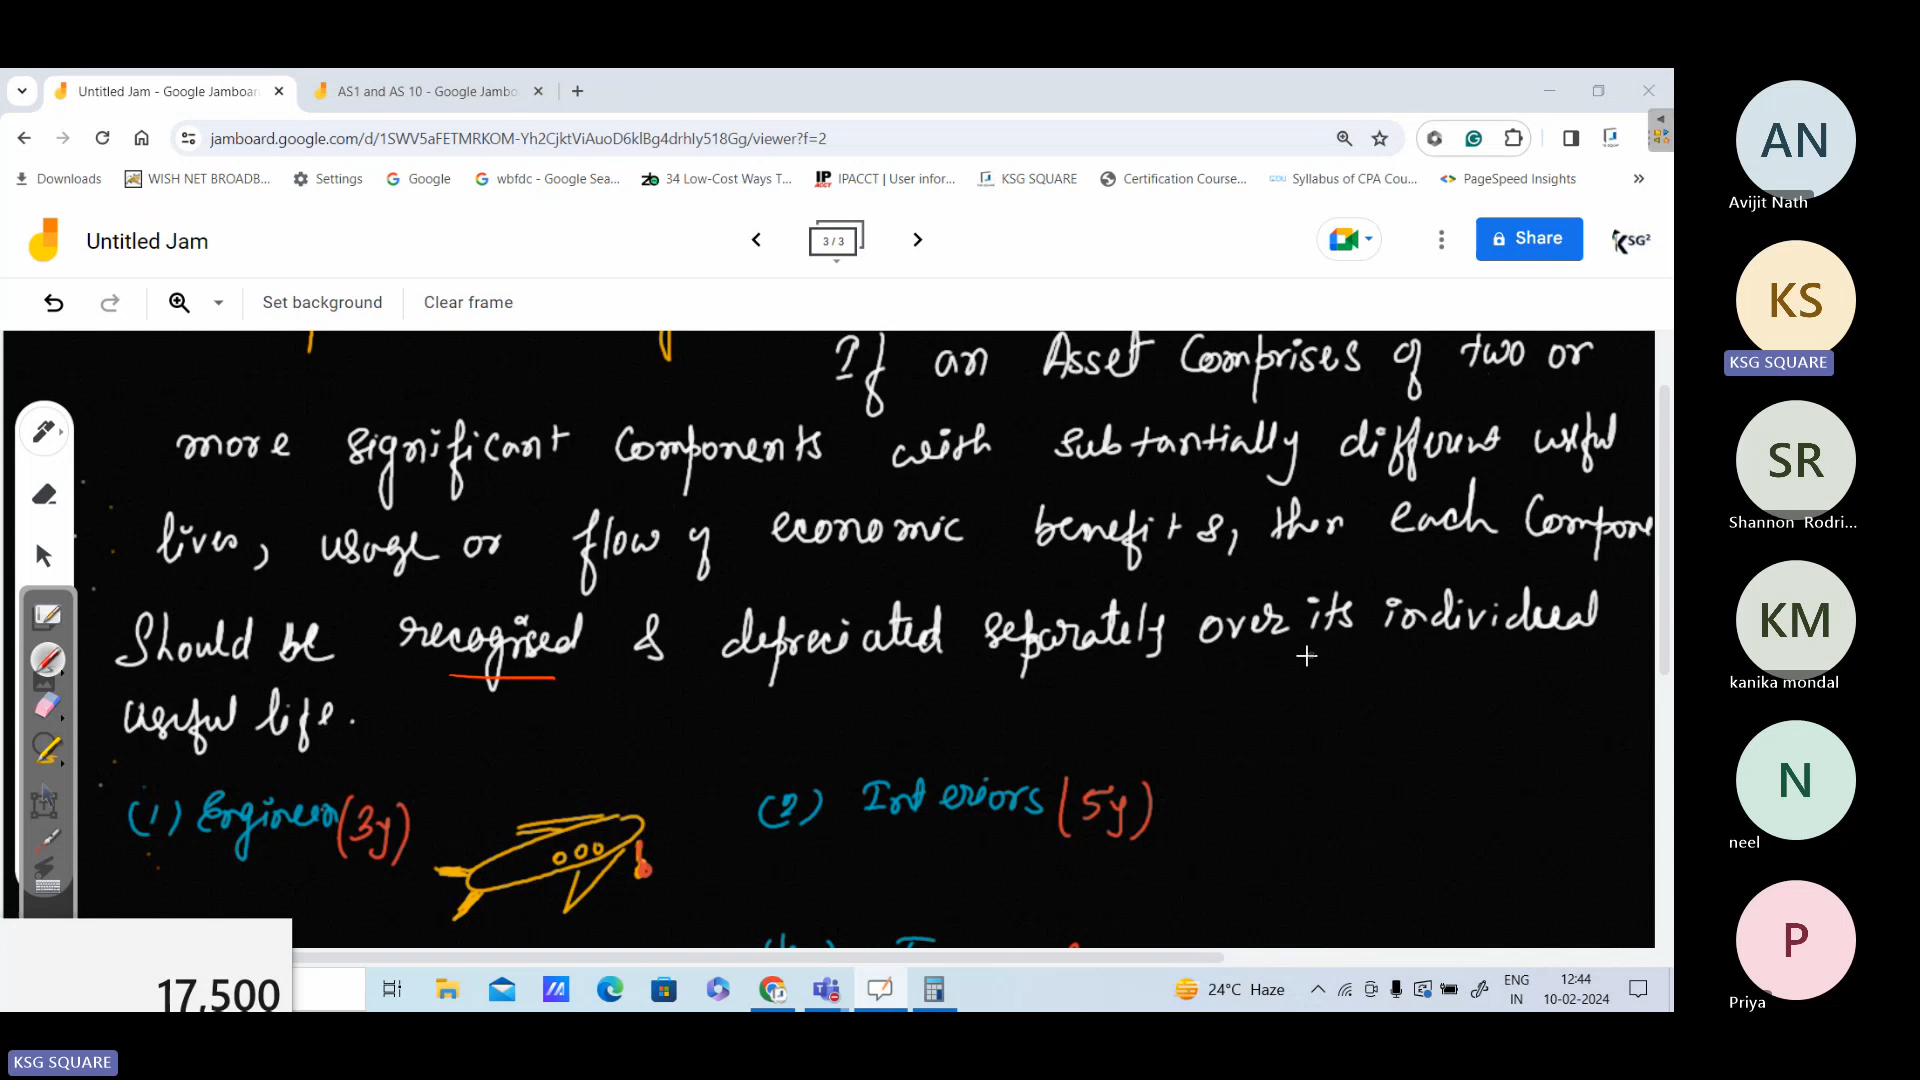 Untitled Jam - Google Jamboar
AS1 and AS 10 - Google Jambo
jamboard.google.com/d/1SWV5aFETMRKOM-Yh2CjktViAuoD6klBg4drhIy518Gg/viewer?f=2
Downloads WISH NET BROADB... Settings Google wbfdc - Google Sea... 34 Low-Cost Ways T... IPACCT | User infor... KSG SQUARE Certification Course... Syllabus of CPA Cou... PageSpeed Insights
Untitled Jam
3 / 3
Share
KSG²
Set background
Clear frame
If an Asset Comprises of two or
more significant Components with substantially different useful
lives, usage or flow of economic benefits, then each Compone
Should be recognised & depreciated separately over its individual
useful life.
(1) Engines (3y)
(2) Interiors (5y)
17,500
24°C Haze
ENG
IN
12:44
10-02-2024
AN
Avijit Nath
KS
KSG SQUARE
SR
Shannon Rodri...
KM
kanika mondal
N
neel
P
Priya
KSG SQUARE